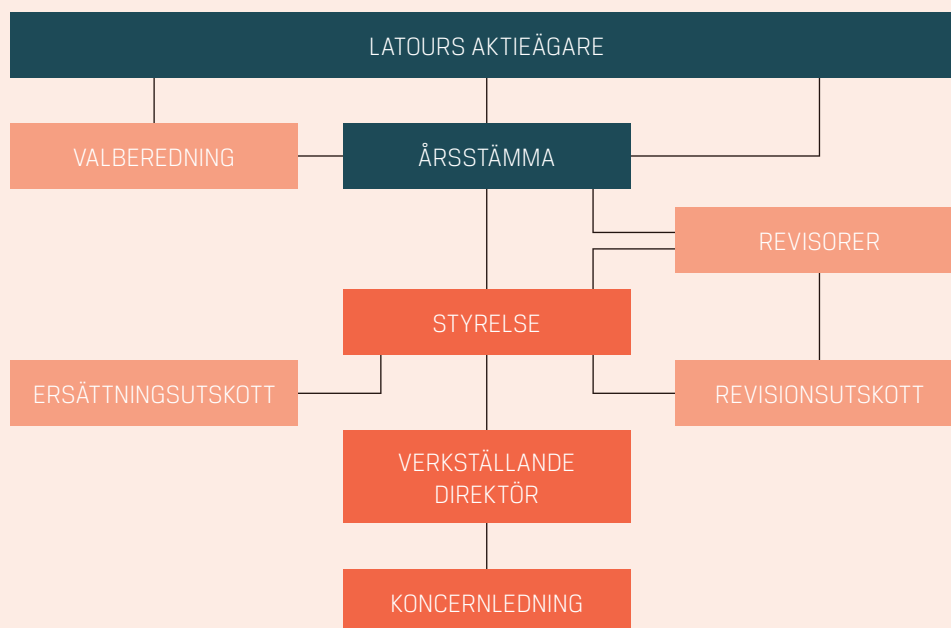 LATOURS AKTIEÄGARE
VALBEREDNING
ÅRSSTÄMMA
REVISORER
STYRELSE
ERSÄTTNINGSUTSKOTT
REVISIONSUTSKOTT
VERKSTÄLLANDE
DIREKTÖR
KONCERNLEDNING